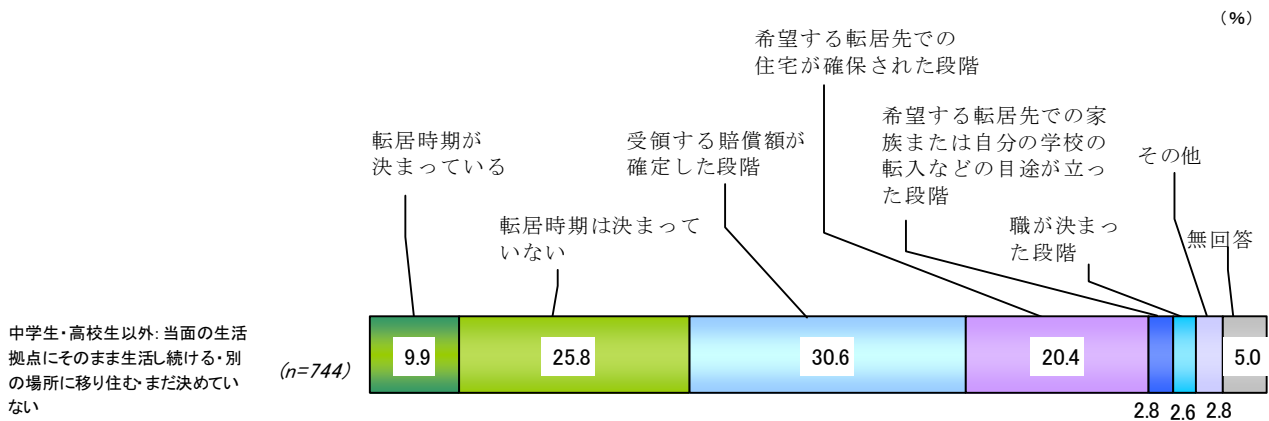 （%）
希望する転居先での
住宅が確保された段階
希望する転居先での家
族または自分の学校の
転入などの目途が立っ
た段階
転居時期が
決まっている
受領する賠償額が
確定した段階
その他
転居時期は決まって
いない
職が決まっ
た段階
無回答
中学生・高校生以外：当面の生活
拠点にそのまま生活し続ける・別
の場所に移り住む・まだ決めてい
ない
(n=744)
9.9
25.8
30.6
20.4
5.0
2.8
2.6
2.8